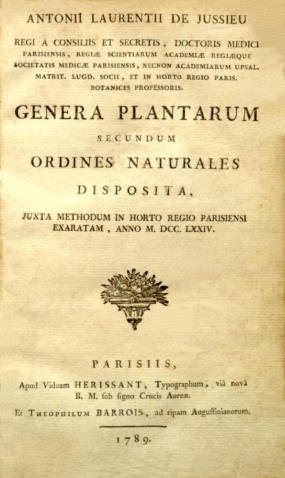 ANTONII LAURENTII DE JUSSIEU
REGI A CONSILIIS ET SECRETIS, DOCTORIS MEDICI
PARISIENSIS, REGIÆ SCIENTIARUM ACADEMIÆ REGIÆQUE
SOCIETATIS MEDICÆ PARISIENSIS, NECNON ACADEMIARUM UPSAL.
MATRIT. LUGD. SOCII, ET IN HORTO REGIO PARIS.
BOTANICES PROFESSORIS.
GENERA PLANTARUM
SECUNDUM
ORDINES NATURALES
DISPOSITA,
JUXTA METHODUM IN HORTO REGIO PARISIENSI
EXARATAM, ANNO M. DCC. LXXIV.
PARISIIS,
Apud Viduam HERISSANT, Typographum, viâ novâ
B. M. ſub ſigno Crucis Aureæ.
Et THEOPHILUM BARROIS, ad ripam Auguſtinianorum.
1789.